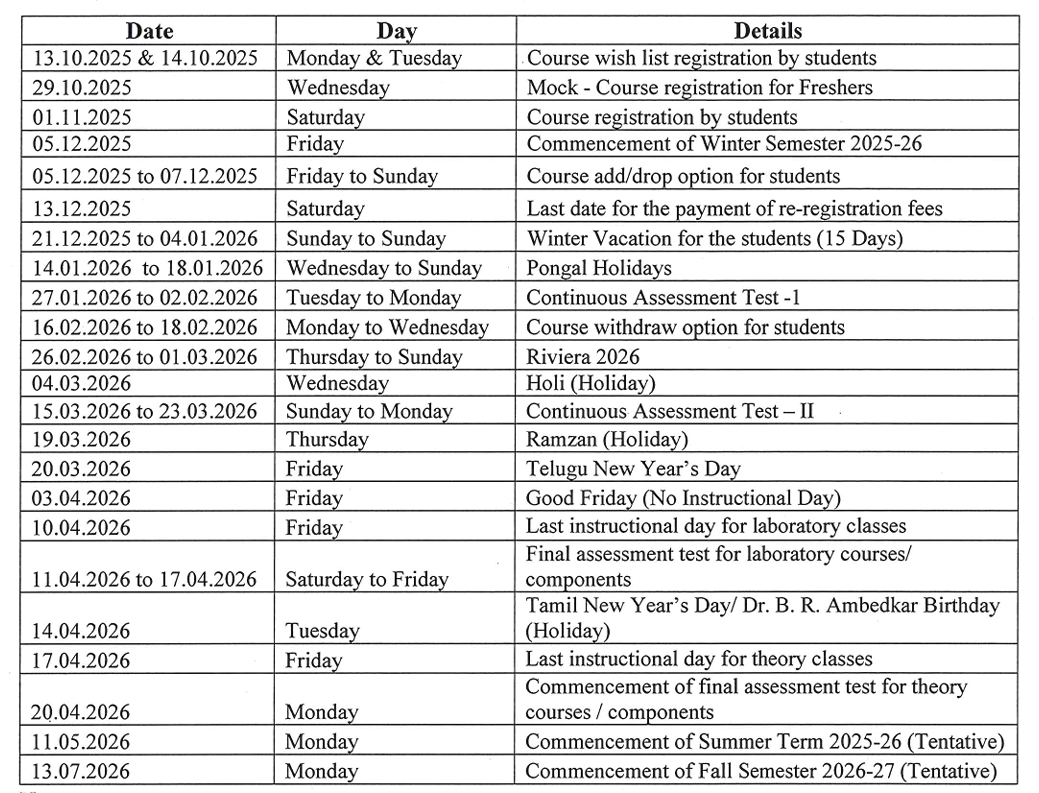 Date Day Details
13.10.2025 & 14.10.2025 Monday & Tuesday Course wish list registration by students
29.10.2025 Wednesday Mock - Course registration for Freshers
01.11.2025 Saturday Course registration by students
05.12.2025 Friday Commencement of Winter Semester 2025-26
05.12.2025 to 07.12.2025 Friday to Sunday Course add/drop option for students
13.12.2025 Saturday Last date for the payment of re-registration fees
21.12.2025 to 04.01.2026 Sunday to Sunday Winter Vacation for the students (15 Days)
14.01.2026 to 18.01.2026 Wednesday to Sunday Pongal Holidays
27.01.2026 to 02.02.2026 Tuesday to Monday Continuous Assessment Test -1
16.02.2026 to 18.02.2026 Monday to Wednesday Course withdraw option for students
26.02.2026 to 01.03.2026 Thursday to Sunday Riviera 2026
04.03.2026 Wednesday Holi (Holiday)
15.03.2026 to 23.03.2026 Sunday to Monday Continuous Assessment Test – II
19.03.2026 Thursday Ramzan (Holiday)
20.03.2026 Friday Telugu New Year’s Day
03.04.2026 Friday Good Friday (No Instructional Day)
10.04.2026 Friday Last instructional day for laboratory classes
Final assessment test for laboratory courses/
11.04.2026 to 17.04.2026 Saturday to Friday components
Tamil New Year’s Day/ Dr. B. R. Ambedkar Birthday
14.04.2026 Tuesday (Holiday)
17.04.2026 Friday Last instructional day for theory classes
Commencement of final assessment test for theory
20.04.2026 Monday courses / components
11.05.2026 Monday Commencement of Summer Term 2025-26 (Tentative)
13.07.2026 Monday Commencement of Fall Semester 2026-27 (Tentative)